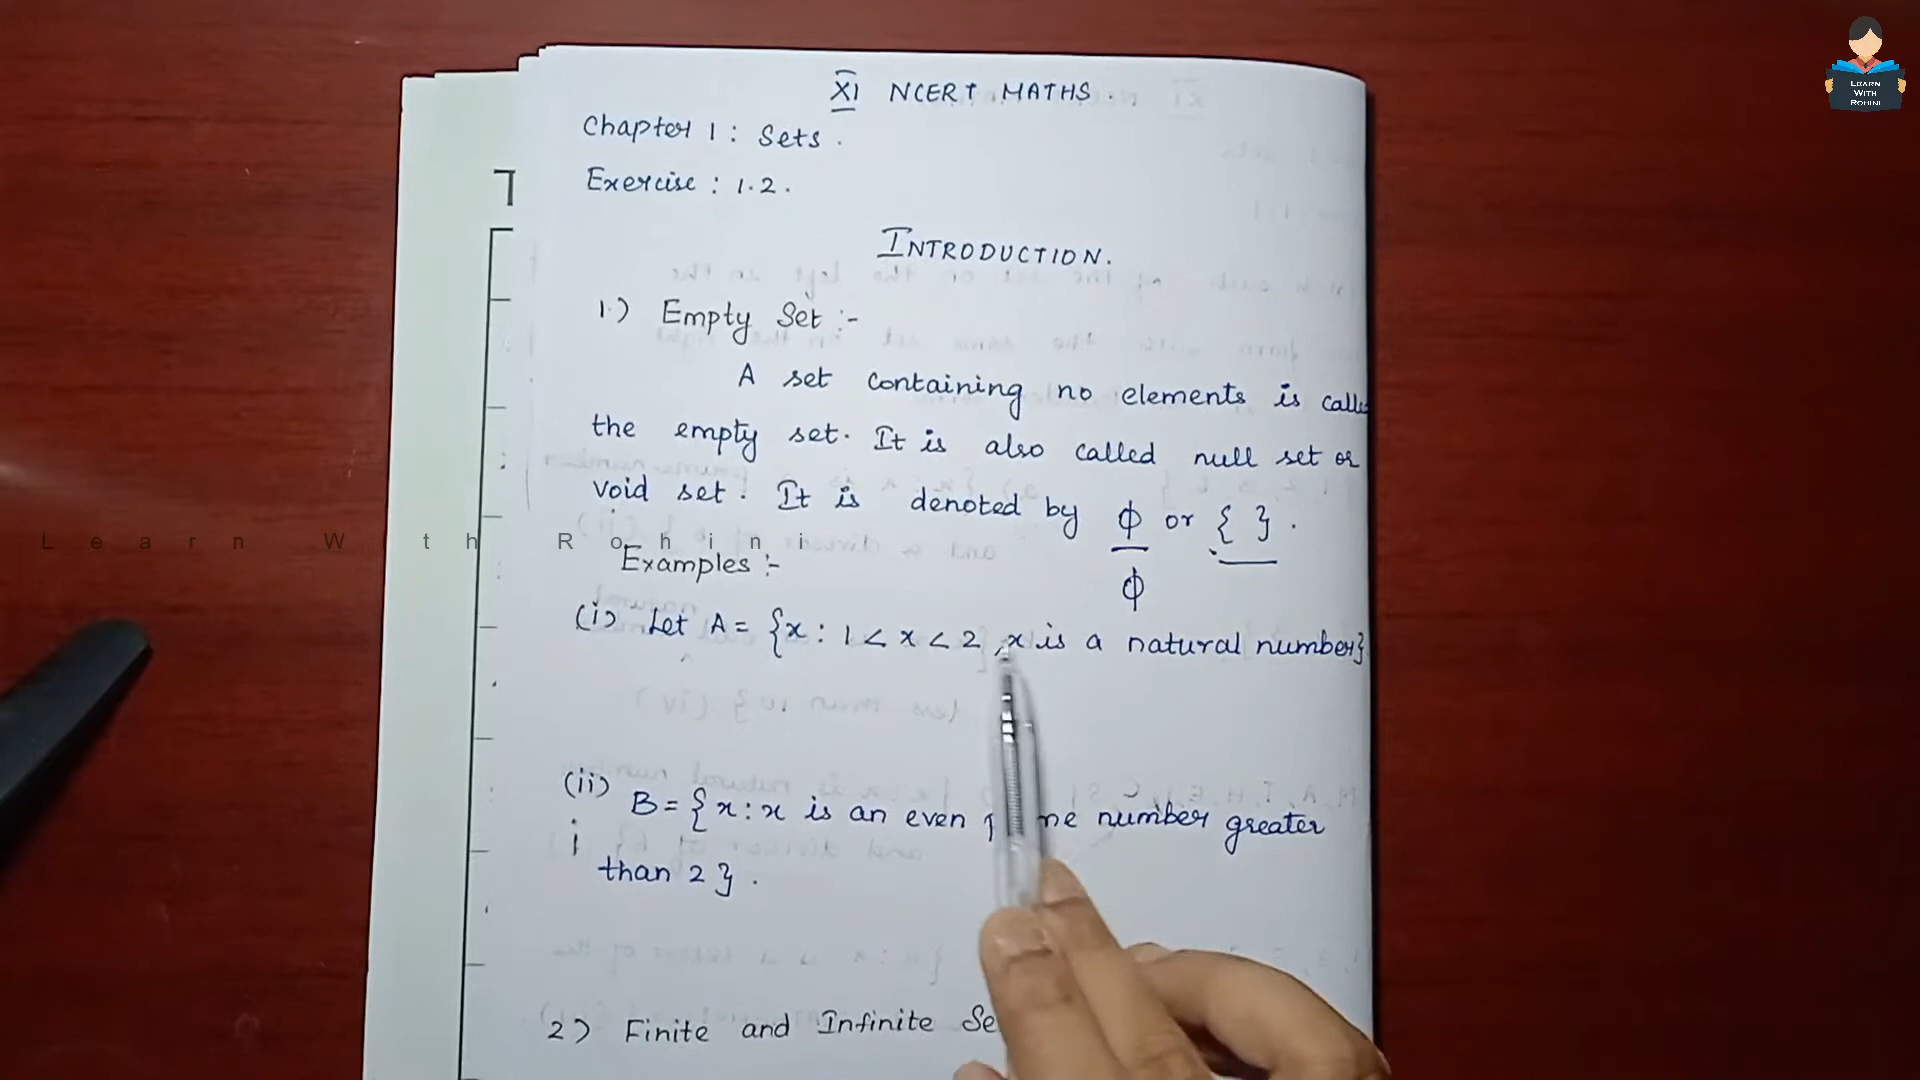 XI NCERT MATHS.
Chapter 1 : Sets.
Exercise : 1.2.
INTRODUCTION.
1.) Empty Set :-
A set containing no elements is calle
the empty set. It is also called null set or
void set. It is denoted by ϕ or { }.
ϕ
Examples :-
(i) Let A = {x : 1 < x < 2, x is a natural number}
(ii) B = {x : x is an even number greater
than 2}.
2) Finite and Infinite Se
Learn With Rohini
LEARN
WITH
ROHINI